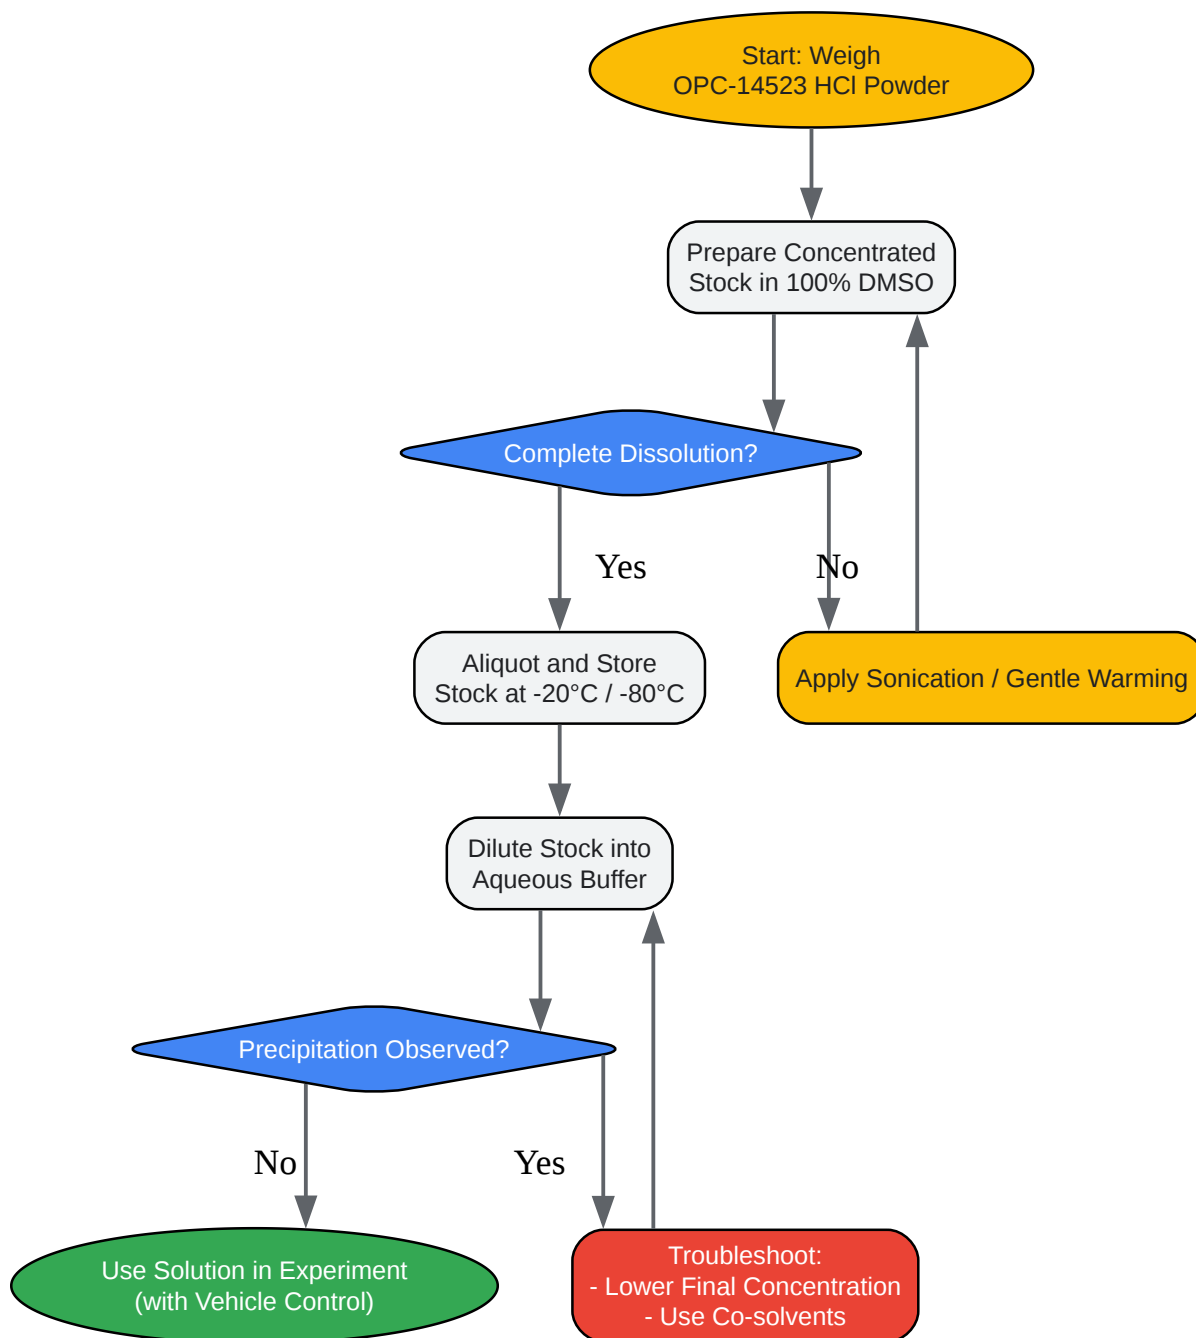 Start: Weigh
OPC-14523 HCl Powder
Prepare Concentrated
Stock in 100% DMSO
Complete Dissolution?
Yes
No
Aliquot and Store
Stock at -20°C / -80°C
Apply Sonication / Gentle Warming
Dilute Stock into
Aqueous Buffer
Precipitation Observed?
No
Yes
Use Solution in Experiment
(with Vehicle Control)
Troubleshoot:
- Lower Final Concentration
- Use Co-solvents